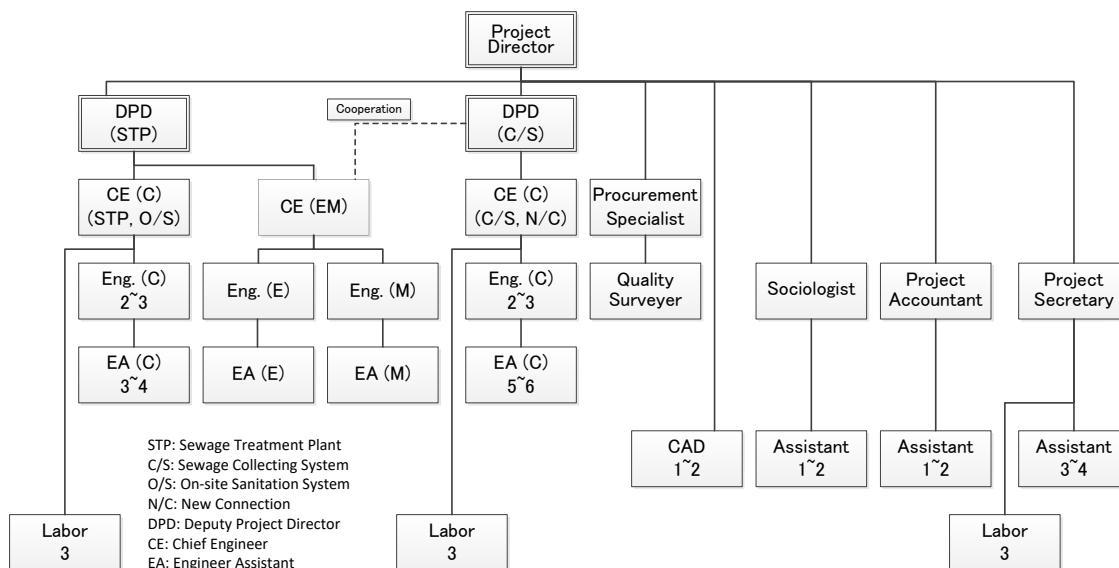 Project
Director
DPD
(STP)
Cooperation
DPD
(C/S)
CE (C)
(STP, O/S)
CE (EM)
CE (C)
(C/S, N/C)
Procurement
Specialist
Eng. (C)
2~3
Eng. (E)
Eng. (M)
Eng. (C)
2~3
Quality
Surveyer
Sociologist
Project
Accountant
Project
Secretary
EA (C)
3~4
EA (E)
EA (M)
EA (C)
5~6
CAD
1~2
Assistant
1~2
Assistant
1~2
Assistant
3~4
STP: Sewage Treatment Plant
C/S: Sewage Collecting System
O/S: On-site Sanitation System
N/C: New Connection
DPD: Deputy Project Director
CE: Chief Engineer
EA: Engineer Assistant
Labor
3
Labor
3
Labor
3